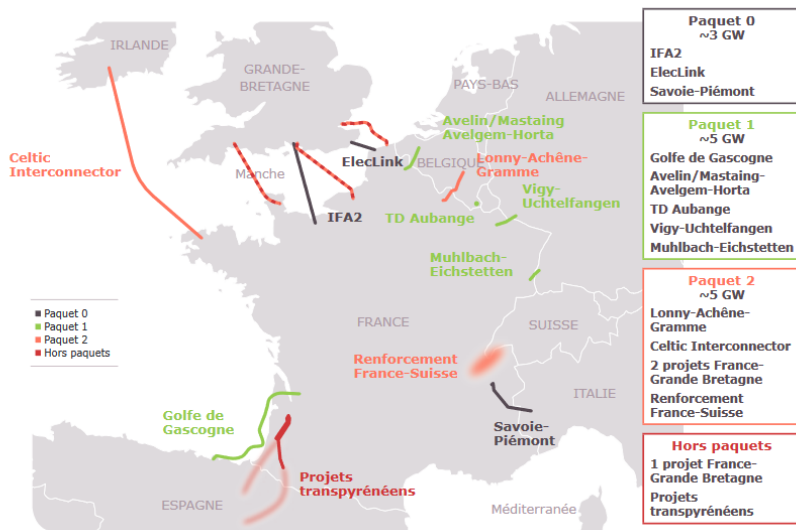 IRLANDE
GRANDE-
BRETAGNE
PAYS-BAS
ALLEMAGNE
Avelin/Mastaing
Avelgem-Horta
ElecLink
BELGIQUE
Lonny-Achêne-
Gramme
Celtic
Interconnector
Manche
Vigy-
Uchtelfangen
TD Aubange
IFA2
Muhlbach-
Eichstetten
Paquet 0
Paquet 1
Paquet 2
Hors paquets
FRANCE
SUISSE
Renforcement
France-Suisse
ITALIE
Golfe de
Gascogne
Savoie-
Piémont
Projets
transpyrénéens
ESPAGNE
Méditerranée
Paquet 0
~3 GW
IFA2
ElecLink
Savoie-Piémont
Paquet 1
~5 GW
Golfe de Gascogne
Avelin/Mastaing-
Avelgem-Horta
TD Aubange
Vigy-Uchtelfangen
Muhlbach-Eichstetten
Paquet 2
~5 GW
Lonny-Achêne-
Gramme
Celtic Interconnector
2 projets France-
Grande Bretagne
Renforcement
France-Suisse
Hors paquets
1 projet France-
Grande Bretagne
Projets
transpyrénéens